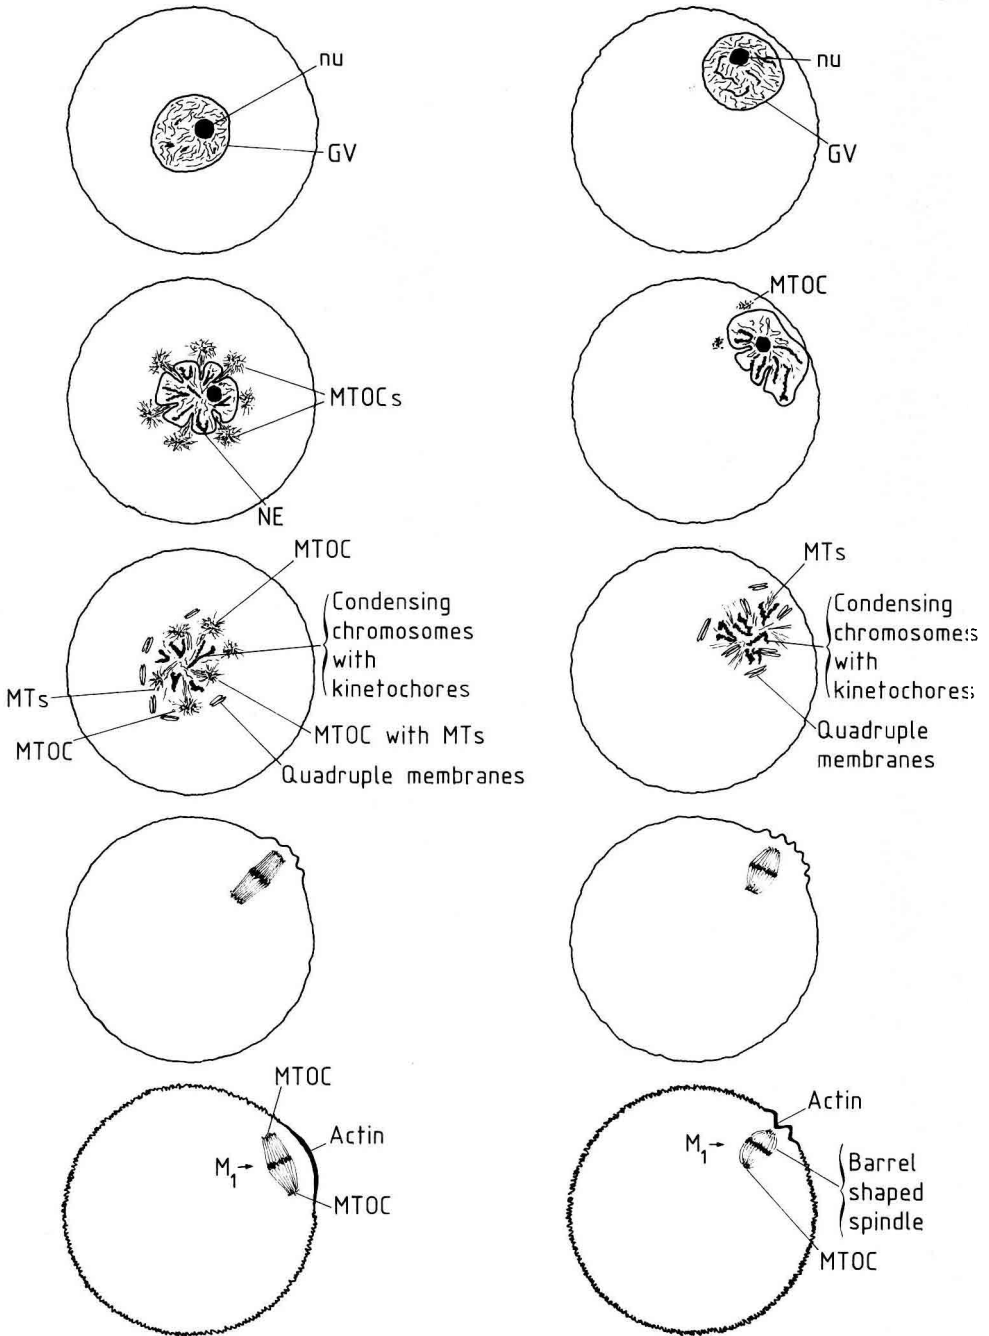 nu
GV
nu
GV
MTOCs
NE
MTOC
MTOC
Condensing
chromosomes
with
kinetochores
MTs
MTOC
MTOC with MTs
Quadruple membranes
MTs
Condensing
chromosomes
with
kinetochores
Quadruple
membranes
MTOC
Actin
M1
MTOC
Actin
M1
Barrel
shaped
spindle
MTOC